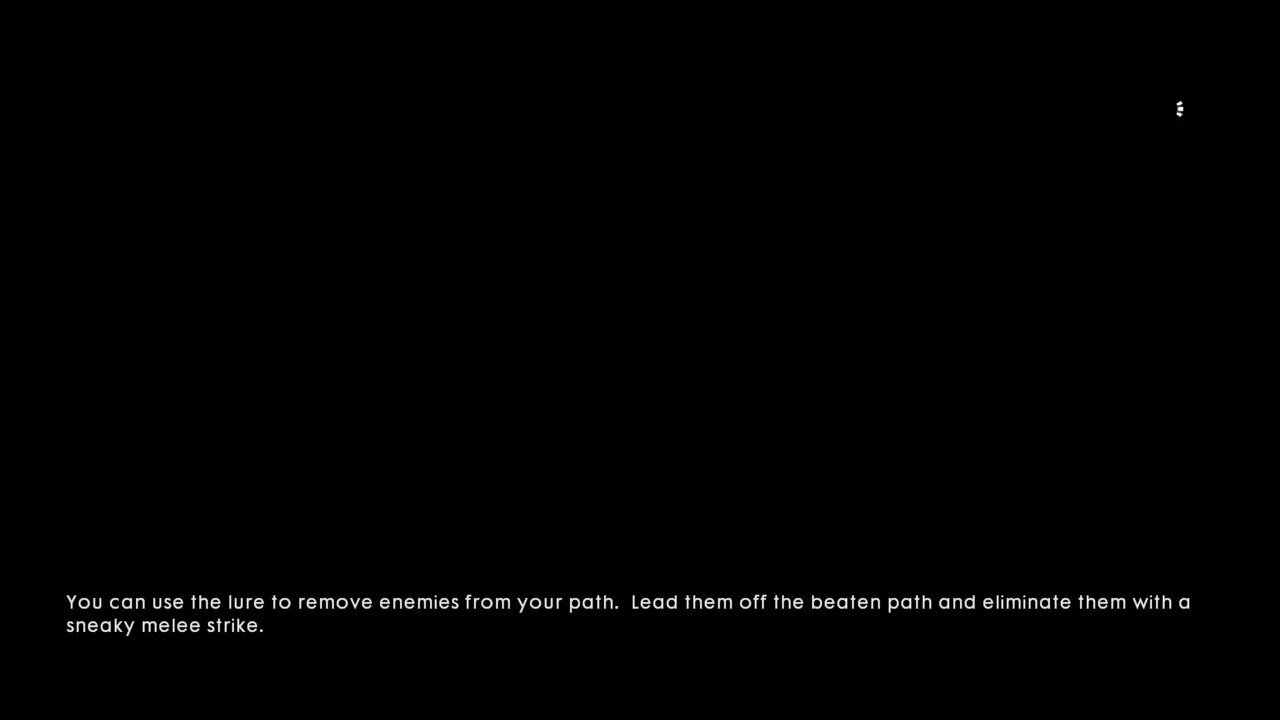 You can use the lure to remove enemies from your path.  Lead them off the beaten path and eliminate them with a
sneaky melee strike.